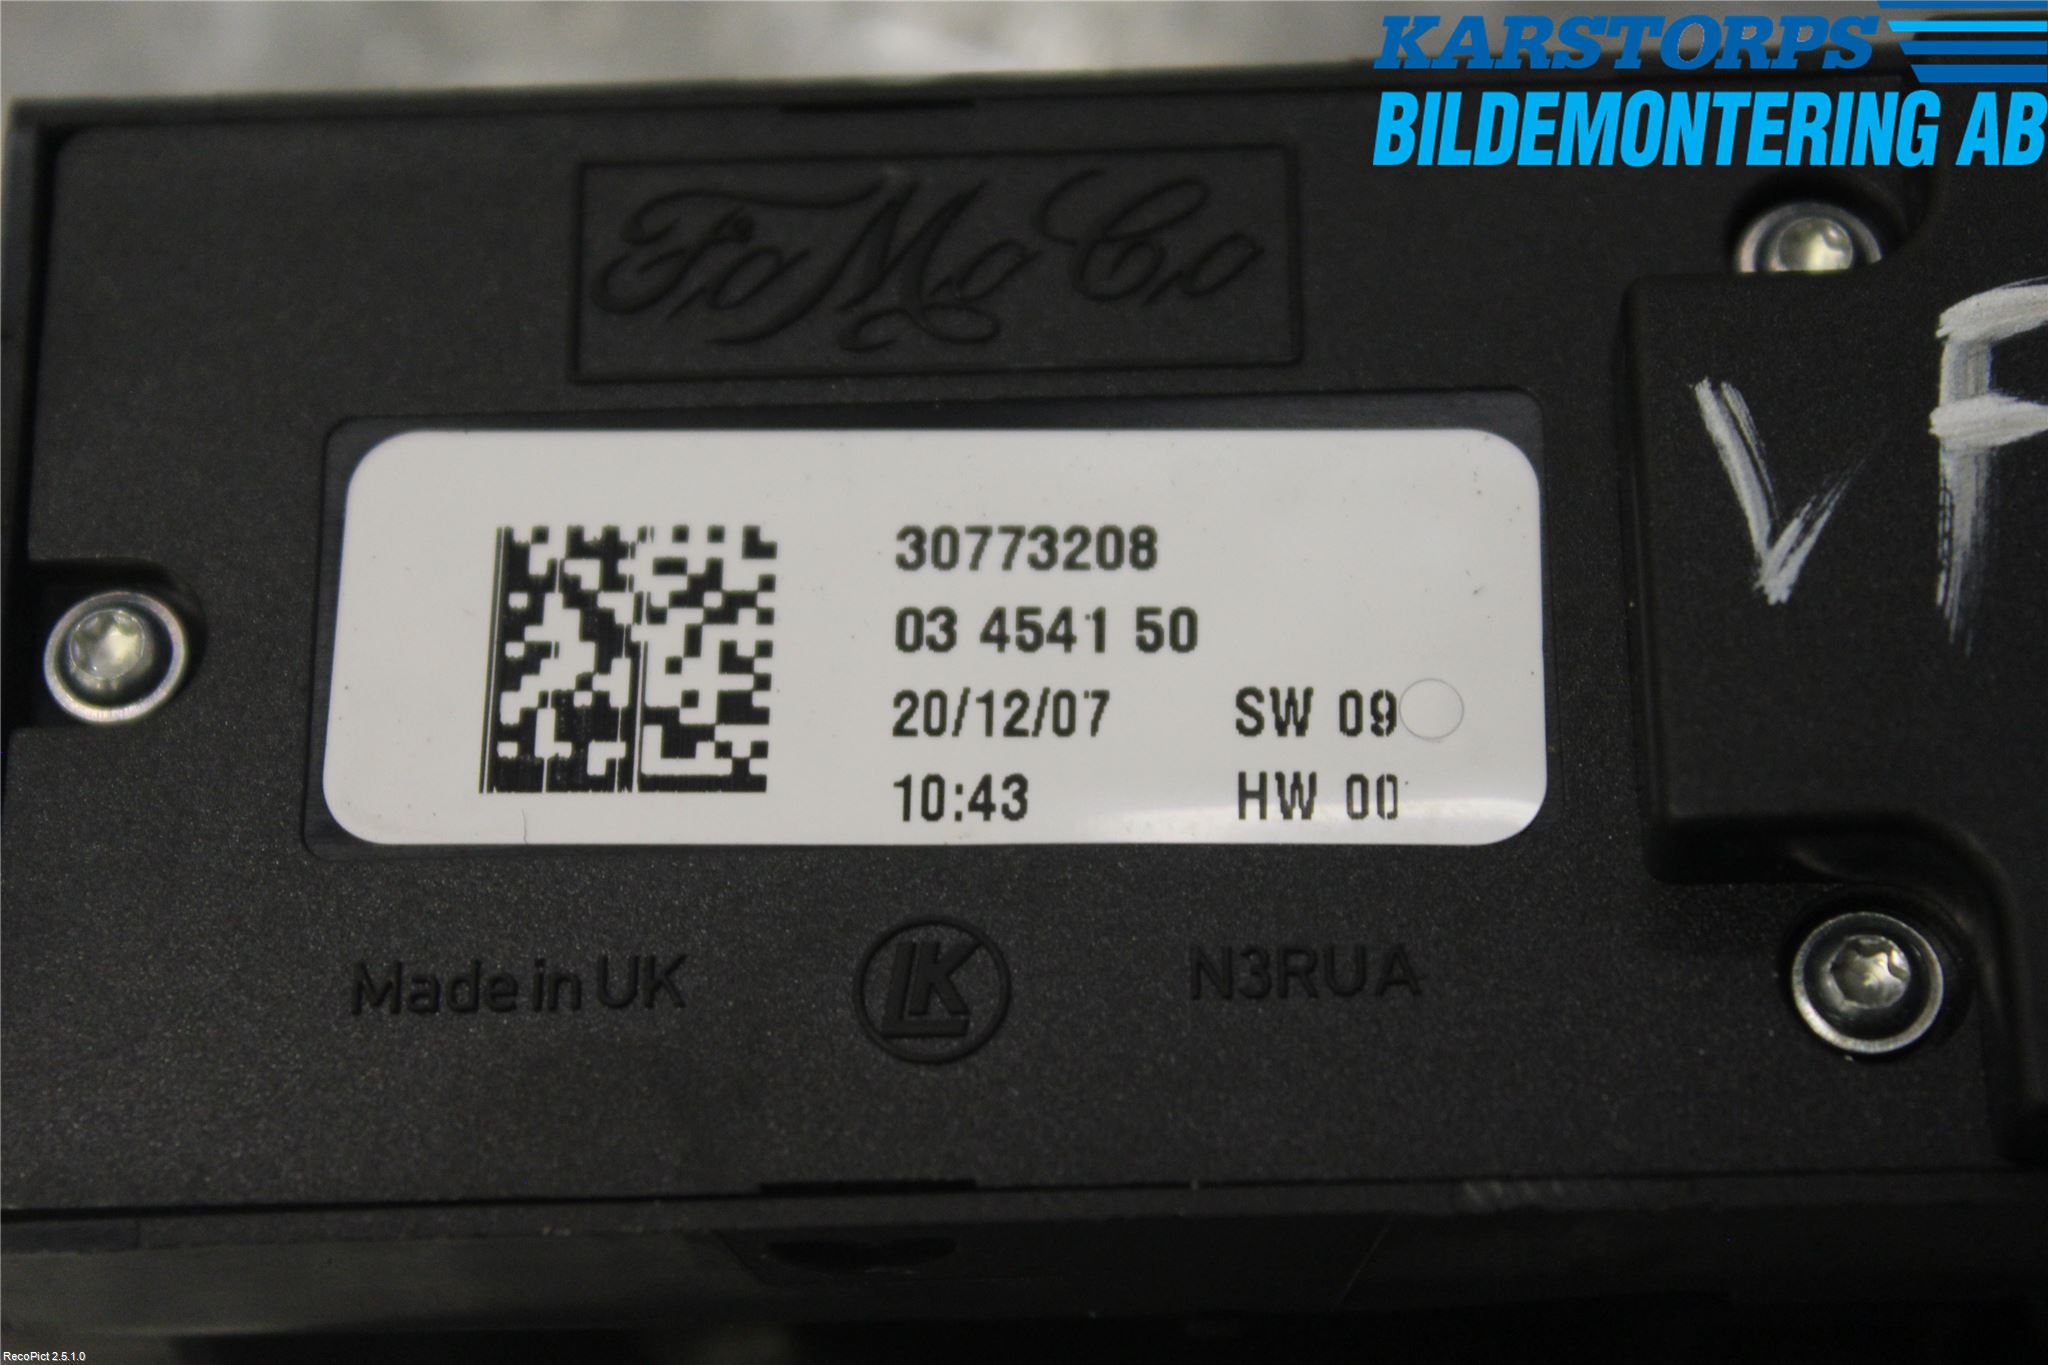 KARSTORPS
BILDEMONTERING AB
FoMoCo
VF
30773208
03 4541 50
20/12/07 SW 09
10:43 HW 00
Made in UK LK N3RUA
RecoPict 2.5.1.0